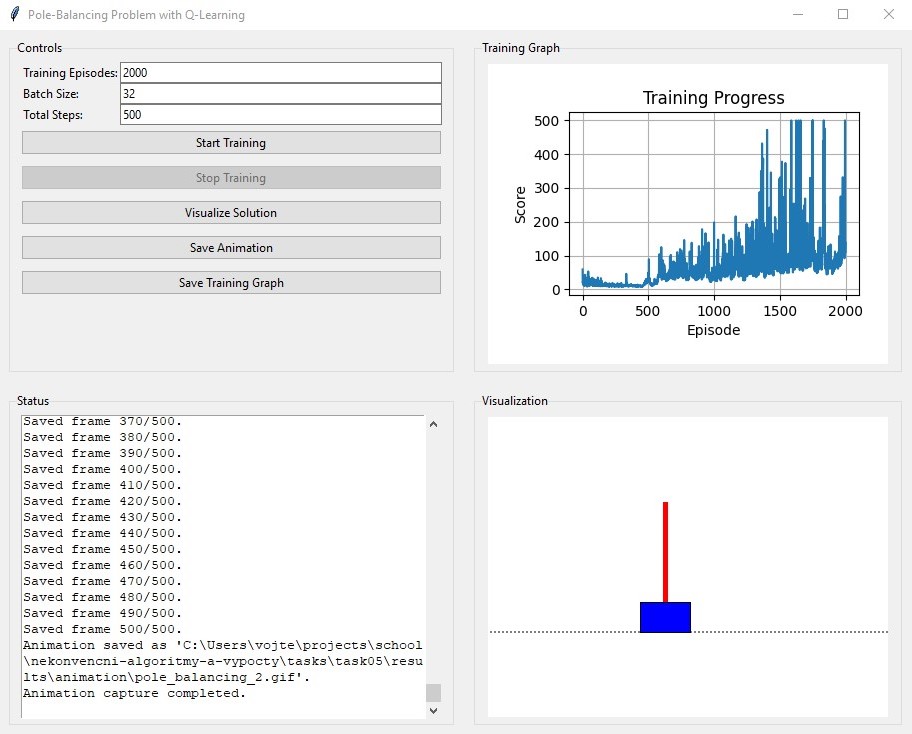 Pole-Balancing Problem with Q-Learning
Controls
Training Episodes: 2000
Batch Size: 32
Total Steps: 500
Start Training
Stop Training
Visualize Solution
Save Animation
Save Training Graph
Training Graph
Training Progress
500
400
300
200
100
0
Score
0 500 1000 1500 2000
Episode
Status
Saved frame 370/500.
Saved frame 380/500.
Saved frame 390/500.
Saved frame 400/500.
Saved frame 410/500.
Saved frame 420/500.
Saved frame 430/500.
Saved frame 440/500.
Saved frame 450/500.
Saved frame 460/500.
Saved frame 470/500.
Saved frame 480/500.
Saved frame 490/500.
Saved frame 500/500.
Animation saved as 'C:\Users\vojte\projects\school
\nekonvencni-algoritmy-a-vypocty\tasks\task05\resu
lts\animation\pole_balancing_2.gif'.
Animation capture completed.
Visualization